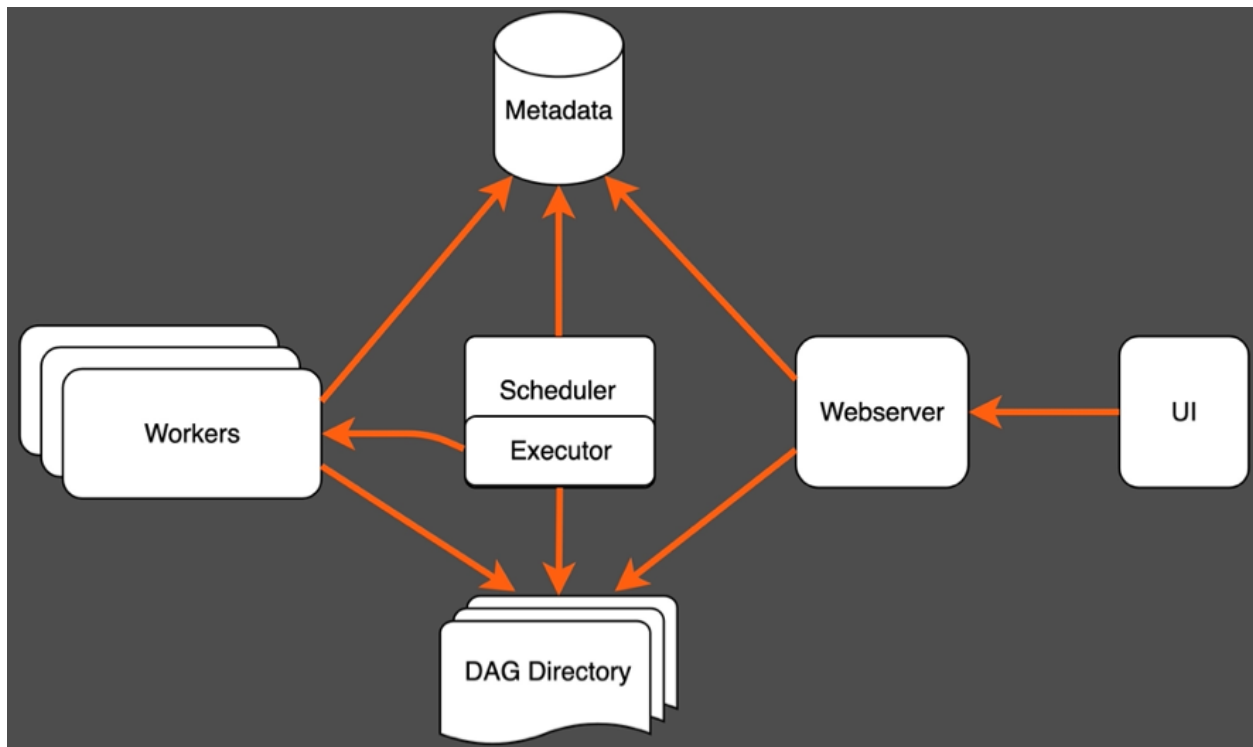 Metadata
Scheduler
Workers
Executor
Webserver
UI
DAG Directory